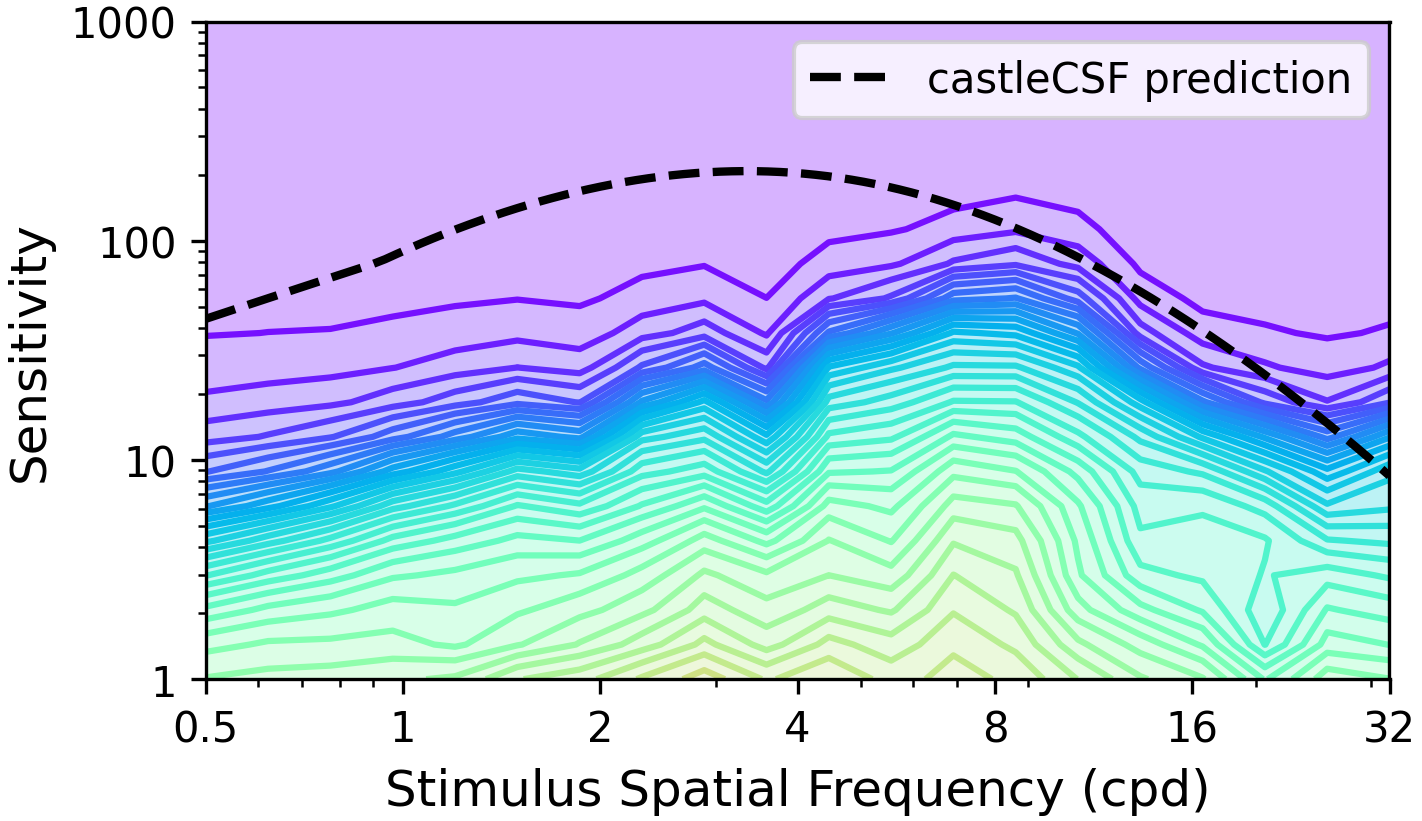 1000
100
10
1
Sensitivity
castleCSF prediction
0.5 1 2 4 8 16 32
Stimulus Spatial Frequency (cpd)